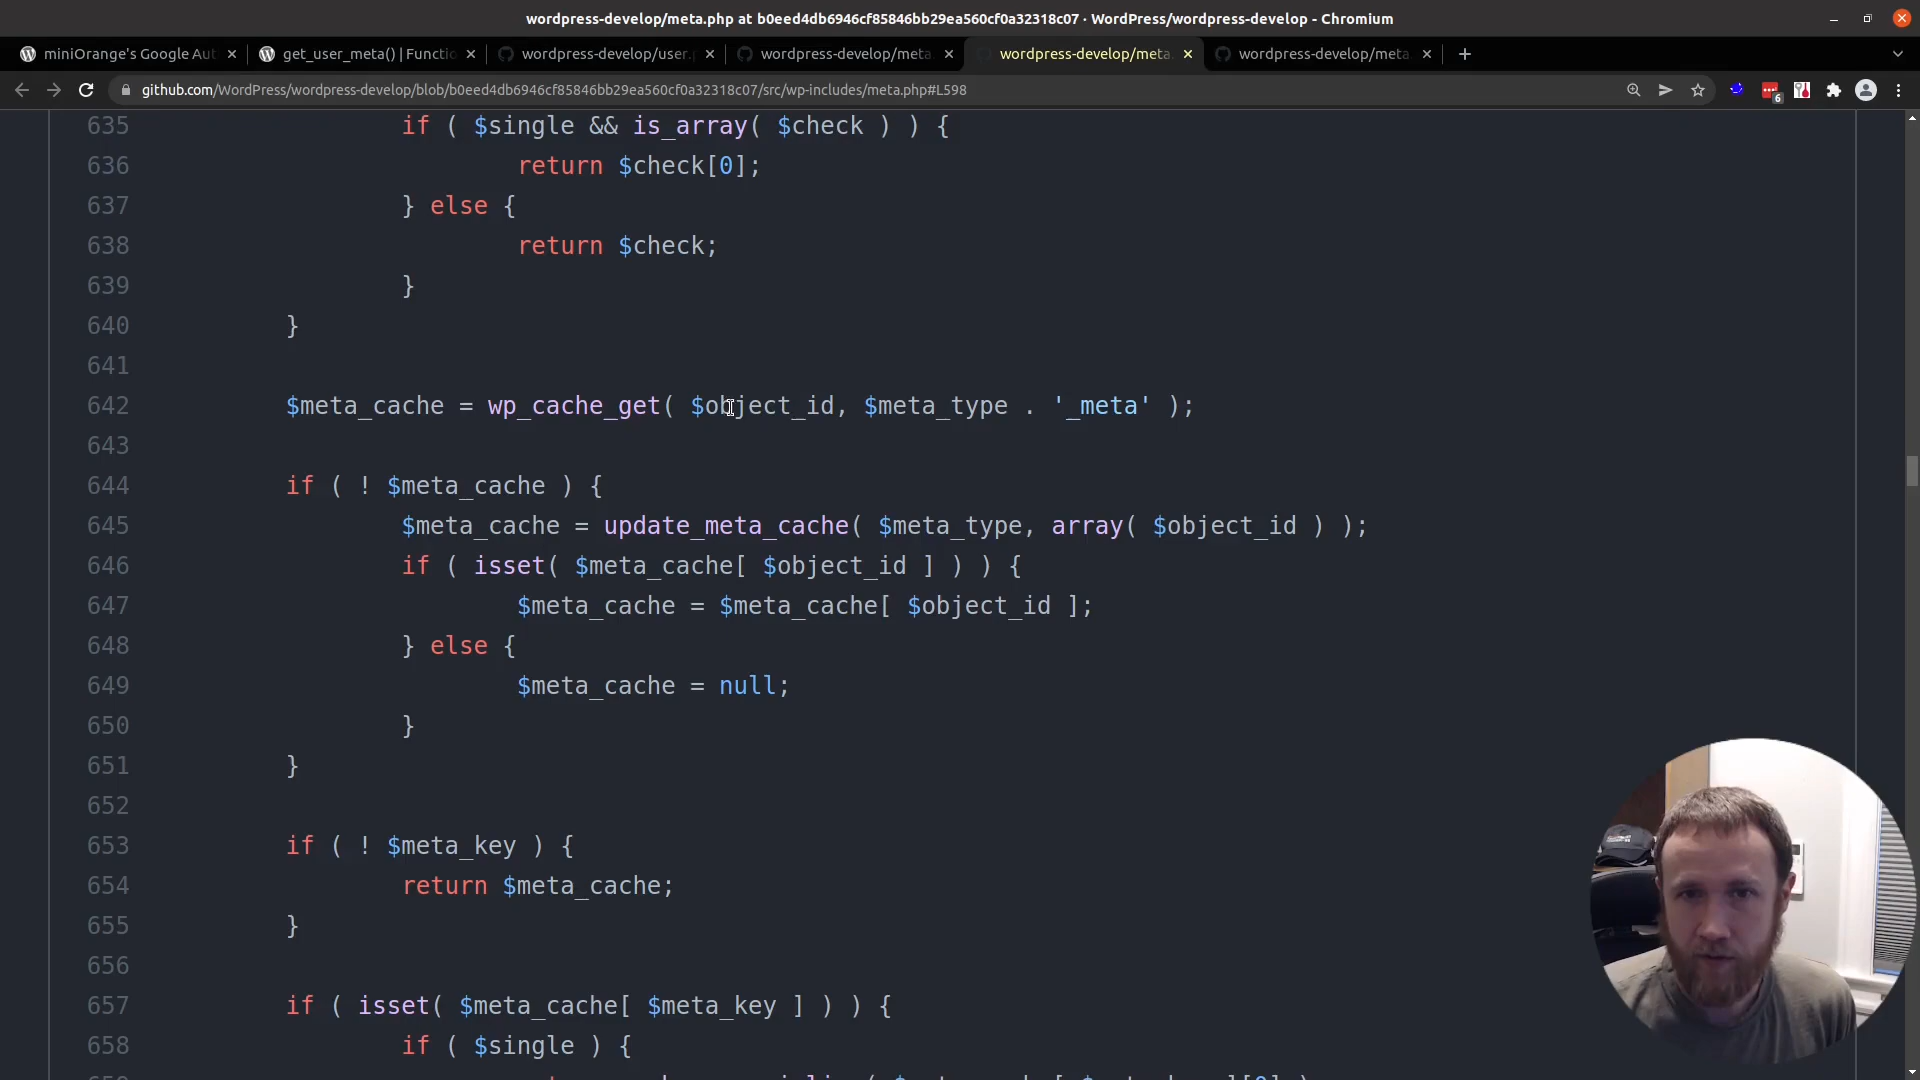 wordpress-develop/meta.php at b0eed4db6946cf85846bb29ea560cf0a32318c07 · WordPress/wordpress-develop - Chromium
miniOrange's Google Aut
get_user_meta() | Functio
wordpress-develop/user.
wordpress-develop/meta.
wordpress-develop/meta.
wordpress-develop/meta.
github.com/WordPress/wordpress-develop/blob/b0eed4db6946cf85846bb29ea560cf0a32318c07/src/wp-includes/meta.php#L598
6
635 if ( $single && is_array( $check ) ) {
636 return $check[0];
637 } else {
638 return $check;
639 }
640 }
641
642 $meta_cache = wp_cache_get( $object_id, $meta_type . '_meta' );
643
644 if ( ! $meta_cache ) {
645 $meta_cache = update_meta_cache( $meta_type, array( $object_id ) );
646 if ( isset( $meta_cache[ $object_id ] ) ) {
647 $meta_cache = $meta_cache[ $object_id ];
648 } else {
649 $meta_cache = null;
650 }
651 }
652
653 if ( ! $meta_key ) {
654 return $meta_cache;
655 }
656
657 if ( isset( $meta_cache[ $meta_key ] ) ) {
658 if ( $single ) {